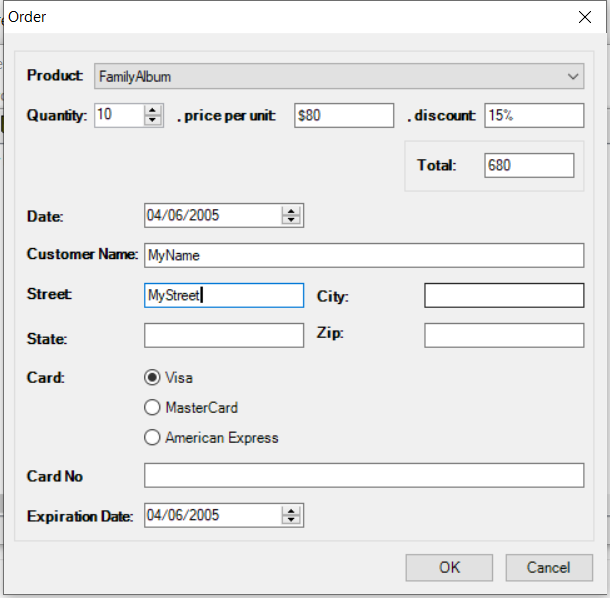 Order
Product: FamilyAlbum
Quantity: 10 . price per unit: $80 . discount: 15%
Total: 680
Date: 04/06/2005
Customer Name: MyName
Street: MyStreet City:
State: Zip:
Card: Visa
MasterCard
American Express
Card No
Expiration Date: 04/06/2005
OK Cancel